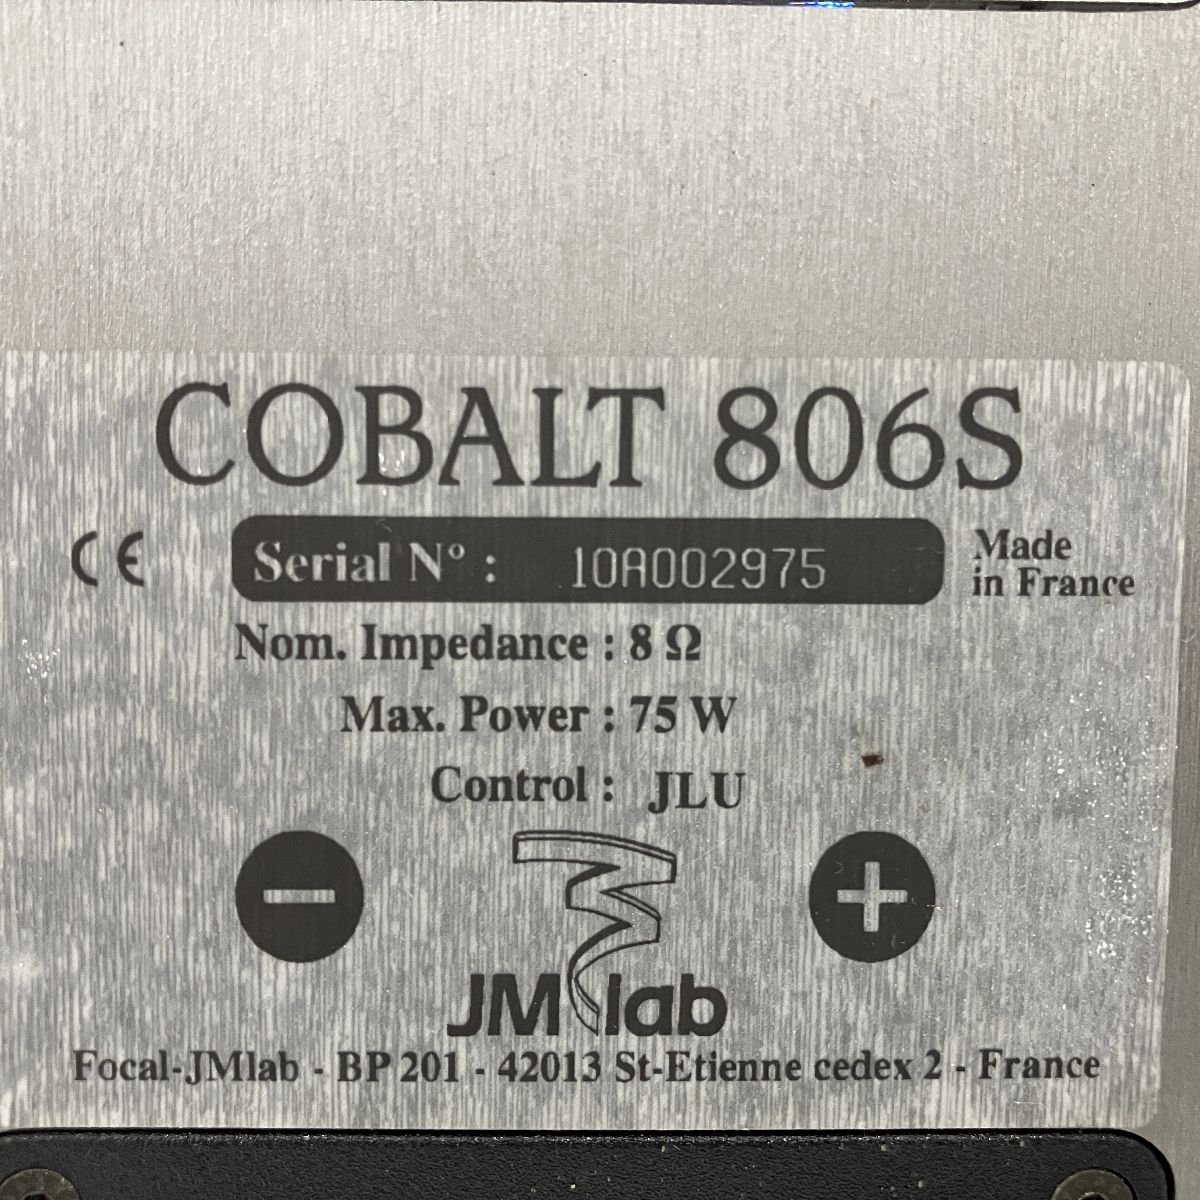 COBALT 806S
CE Serial Nº : 10A002975 Made in France
Nom. Impedance : 8 Ω
Max. Power : 75 W
Control : JLU
− +
JMlab
Focal-JMlab - BP 201 - 42013 St-Etienne cedex 2 - France